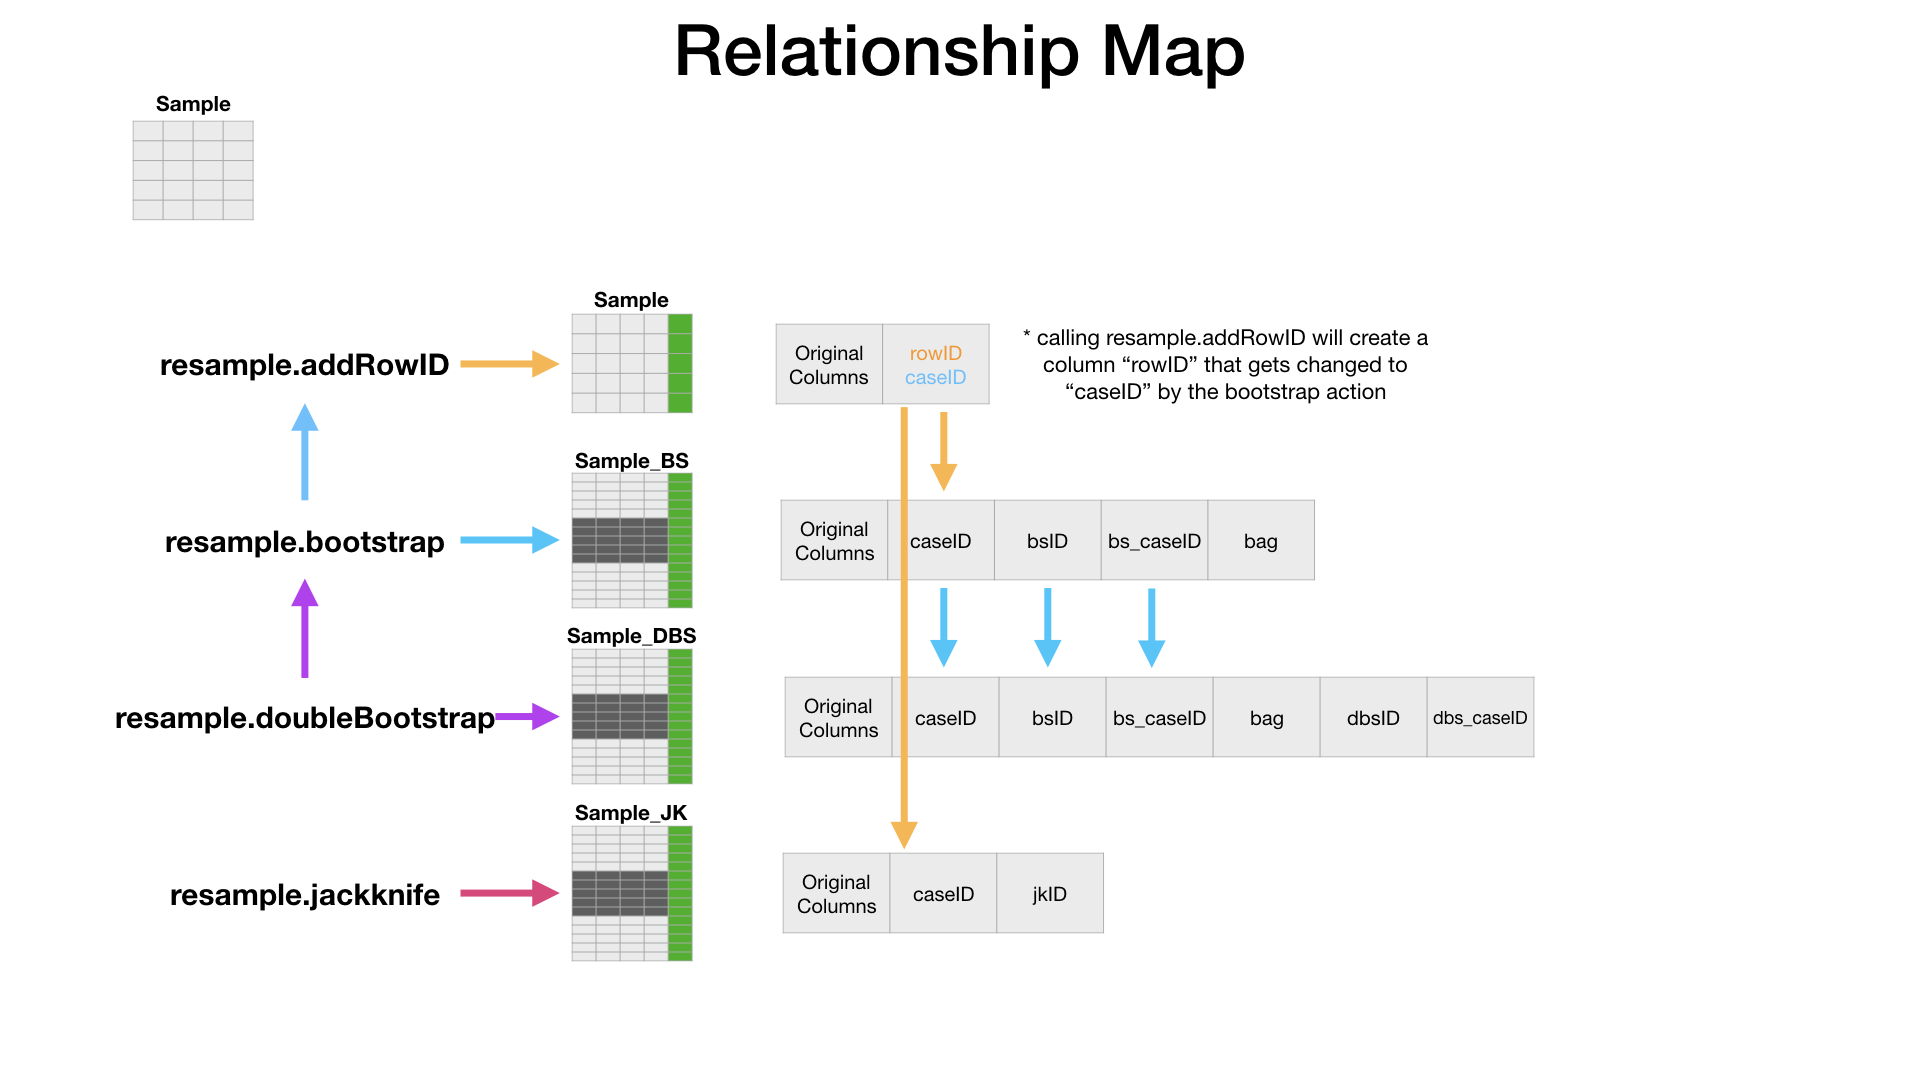 Relationship Map
Sample
Sample
resample.addRowID
Original
Columns
rowID
caseID
* calling resample.addRowID will create a
column “rowID” that gets changed to
“caseID” by the bootstrap action
Sample_BS
resample.bootstrap
Original
Columns
caseID
bsID
bs_caseID
bag
Sample_DBS
resample.doubleBootstrap
Original
Columns
caseID
bsID
bs_caseID
bag
dbsID
dbs_caseID
Sample_JK
resample.jackknife
Original
Columns
caseID
jkID